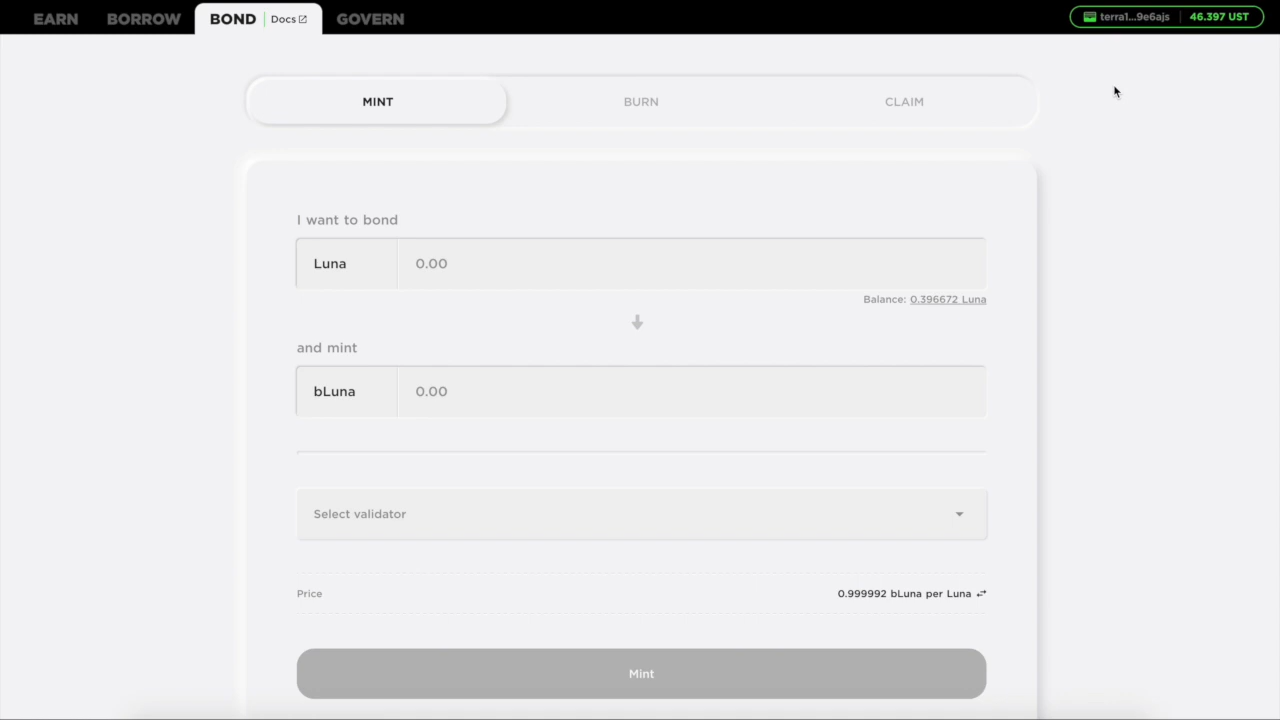 EARN BORROW BOND Docs GOVERN terra1...9e6ajs 46.397 UST
MINT BURN CLAIM
I want to bond
Luna 0.00
Balance: 0.396672 Luna
and mint
bLuna 0.00
Select validator
Price 0.999992 bLuna per Luna
Mint